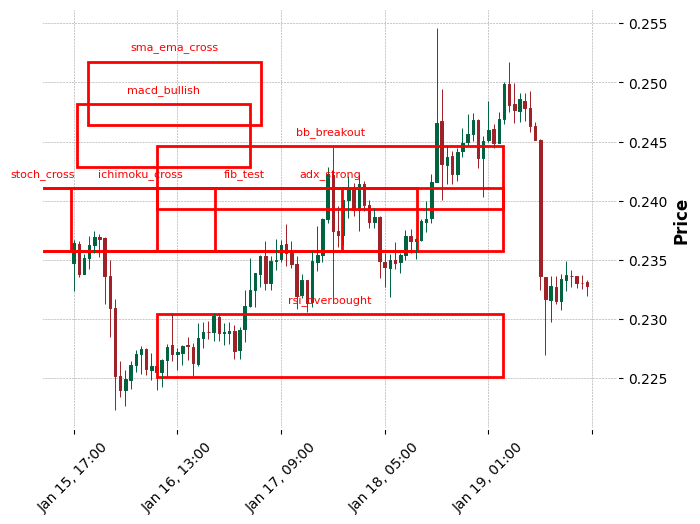 sma_ema_cross
macd_bullish
bb_breakout
stoch_cross
ichimoku_cross
fib_test
adx_strong
rsi_overbought
0.255
0.250
0.245
0.240
0.235
0.230
0.225
Price
Jan 15, 17:00
Jan 16, 13:00
Jan 17, 09:00
Jan 18, 05:00
Jan 19, 01:00